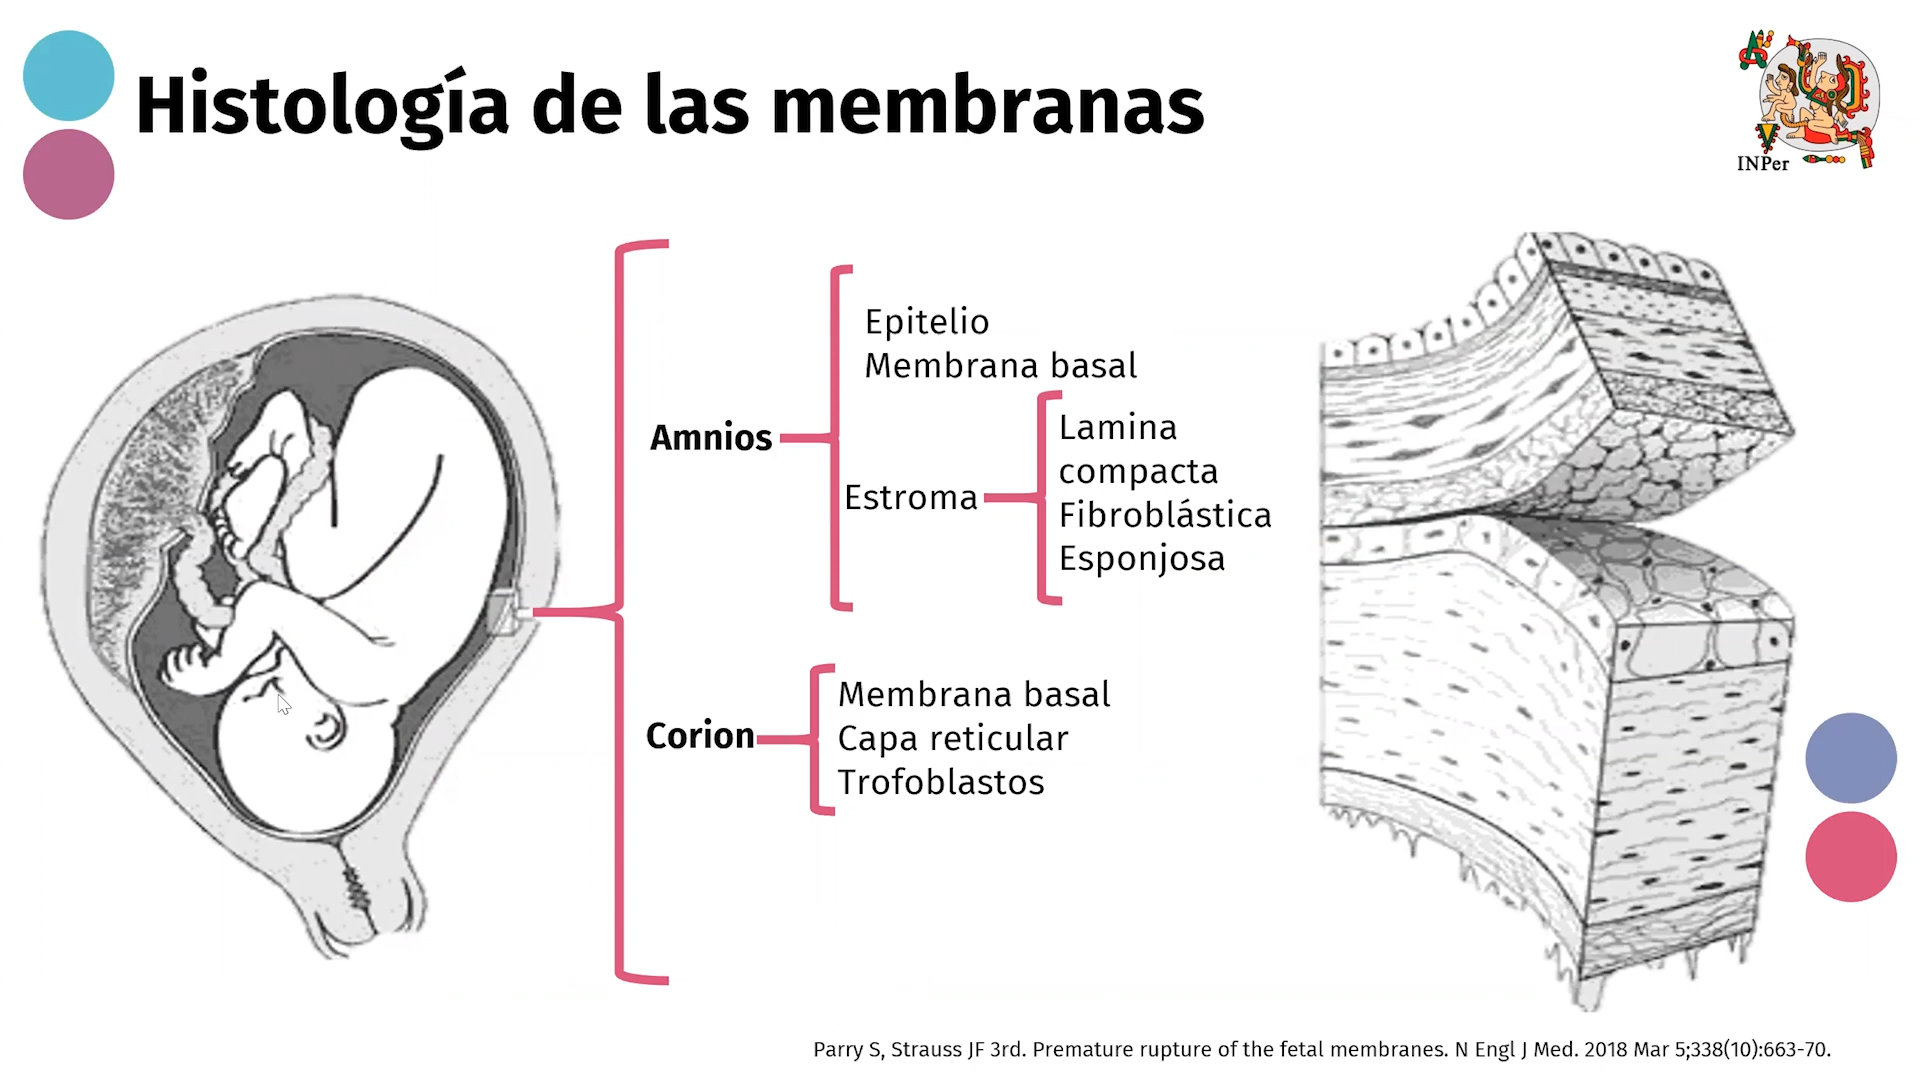 Histología de las membranas
INPer
Epitelio
Membrana basal
Amnios
Estroma
Lamina
compacta
Fibroblástica
Esponjosa
Corion
Membrana basal
Capa reticular
Trofoblastos
Parry S, Strauss JF 3rd. Premature rupture of the fetal membranes. N Engl J Med. 2018 Mar 5;338(10):663-70.